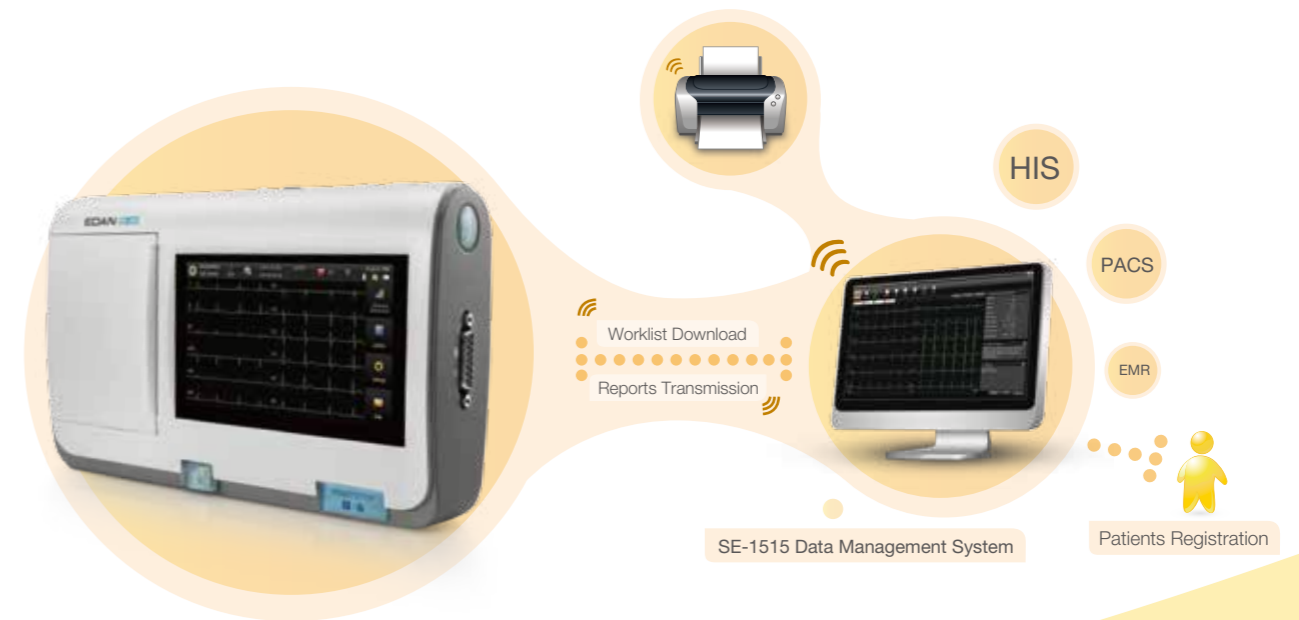 EDAN
HIS
PACS
Worklist Download
EMR
Reports Transmission
SE-1515 Data Management System
Patients Registration